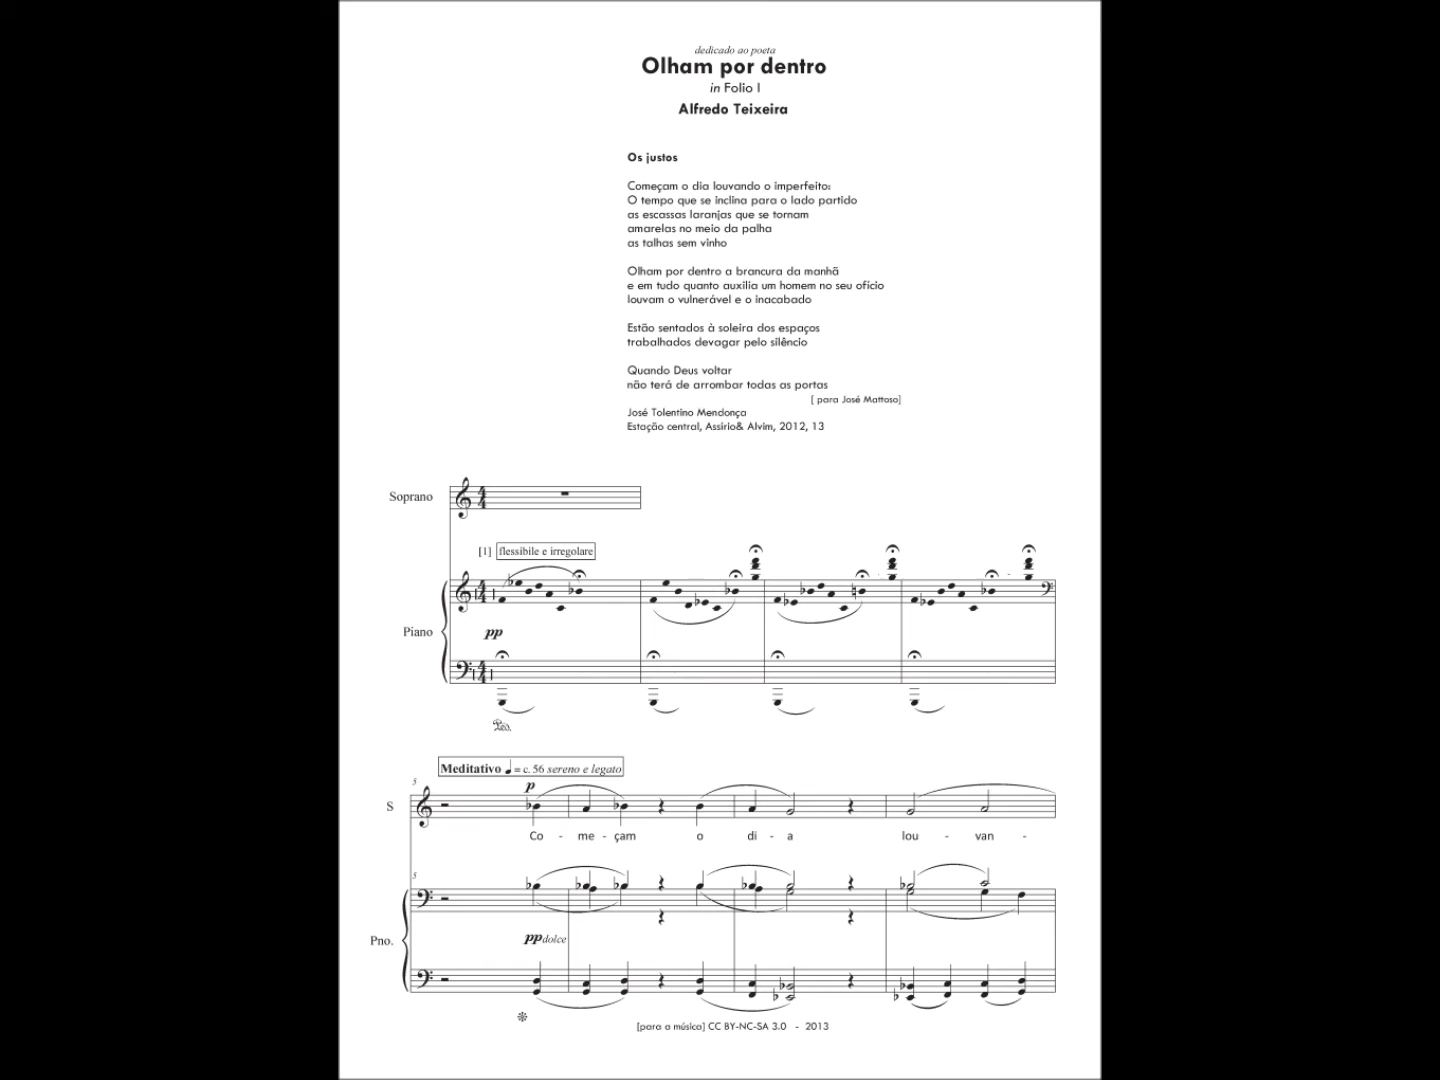 dedicado ao poeta
Olham por dentro
in Folio I
Alfredo Teixeira
Os justos
Começam o dia louvando o imperfeito:
O tempo que se inclina para o lado partido
as escassas laranjas que se tornam
amarelas no meio da palha
as talhas sem vinho
Olham por dentro a brancura da manhã
e em tudo quanto auxilia um homem no seu ofício
louvam o vulnerável e o inacabado
Estão sentados à soleira dos espaços
trabalhados devagar pelo silêncio
Quando Deus voltar
não terá de arrombar todas as portas
[ para José Mattoso]
José Tolentino Mendonça
Estação central, Assírio& Alvim, 2012, 13
Soprano
[1] flessibile e irregolare
Piano
pp
Ped.
Meditativo = c. 56 sereno e legato
5
p
S
Co - me - çam o di - a lou - van -
5
Pno.
pp dolce
[para a música] CC BY-NC-SA 3.0 - 2013